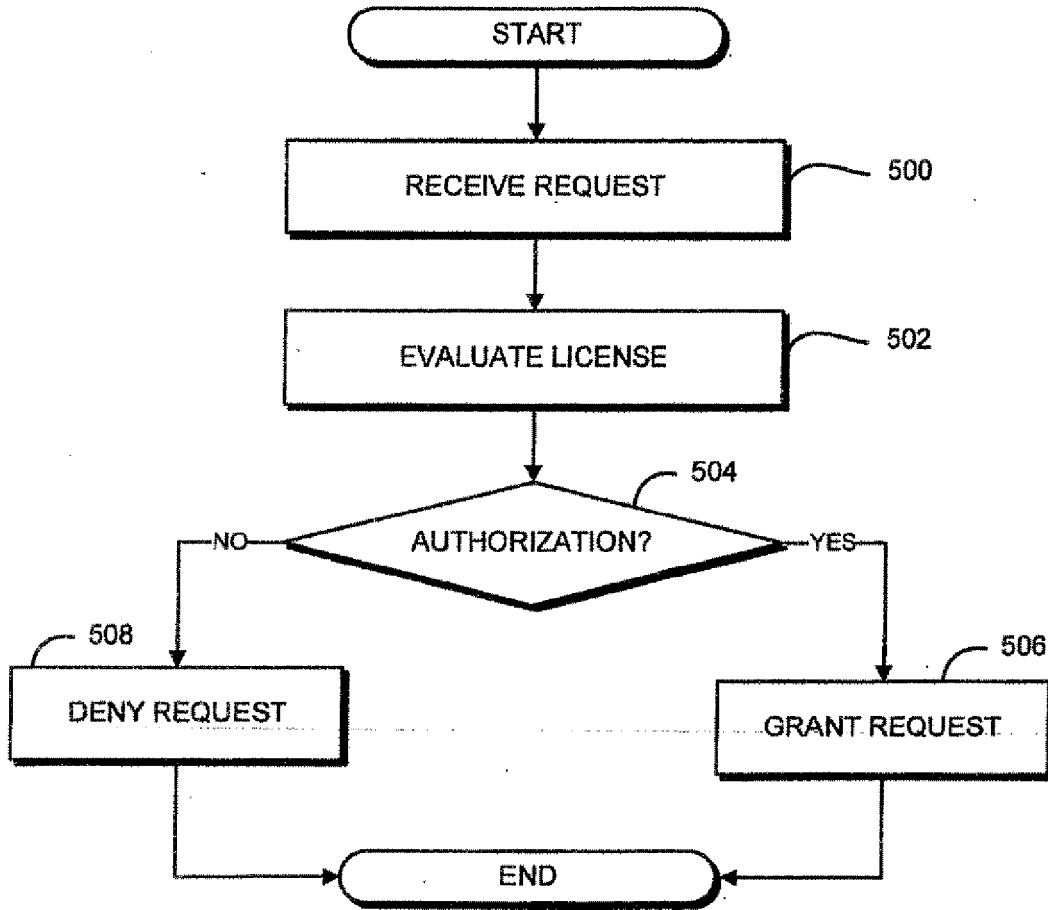 START
RECEIVE REQUEST
500
EVALUATE LICENSE
502
504
AUTHORIZATION?
NO
YES
508
506
DENY REQUEST
GRANT REQUEST
END